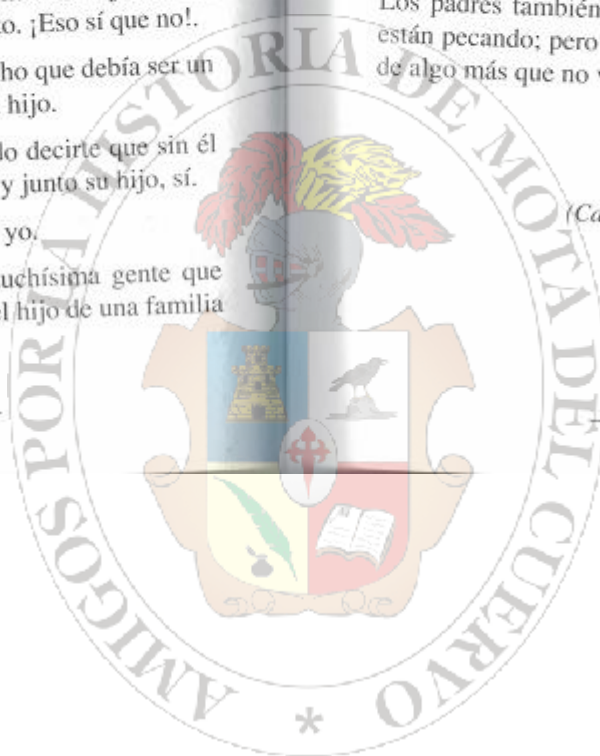 o. ¡Eso sí que no!.
ho que debía ser un
hijo.
lo decirte que sin él
y junto su hijo, sí.
yo.
uchísima gente que
el hijo de una familia
Los padres también
están pecando; pero
de algo más que no
(Ca
AMIGOS POR LA HISTORIA DE MOTA DEL CUERVO *